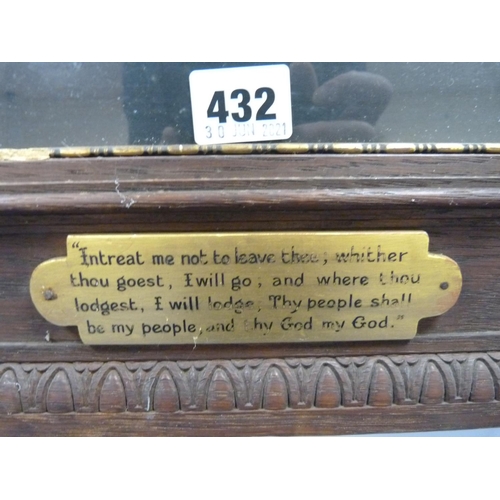 432
30 JUN 2021
"Intreat me not to leave thee; whither
thou goest, I will go; and where thou
lodgest, I will lodge; Thy people shall
be my people, and thy God my God."